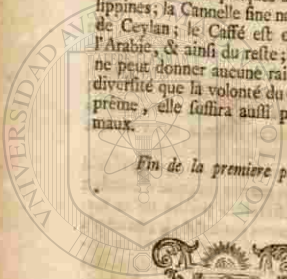 lippines; la Cannelle fine
de Ceylan; le Caffé est
l'Arabie, & ainsi du reste;
ne peut donner aucune
diversité que la volonté du
prême, elle suffira aussi
maux.
Fin de la premiere
UNIVERSIDAD